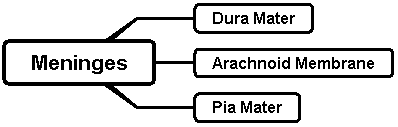 Dura Mater
Meninges
Arachnoid Membrane
Pia Mater